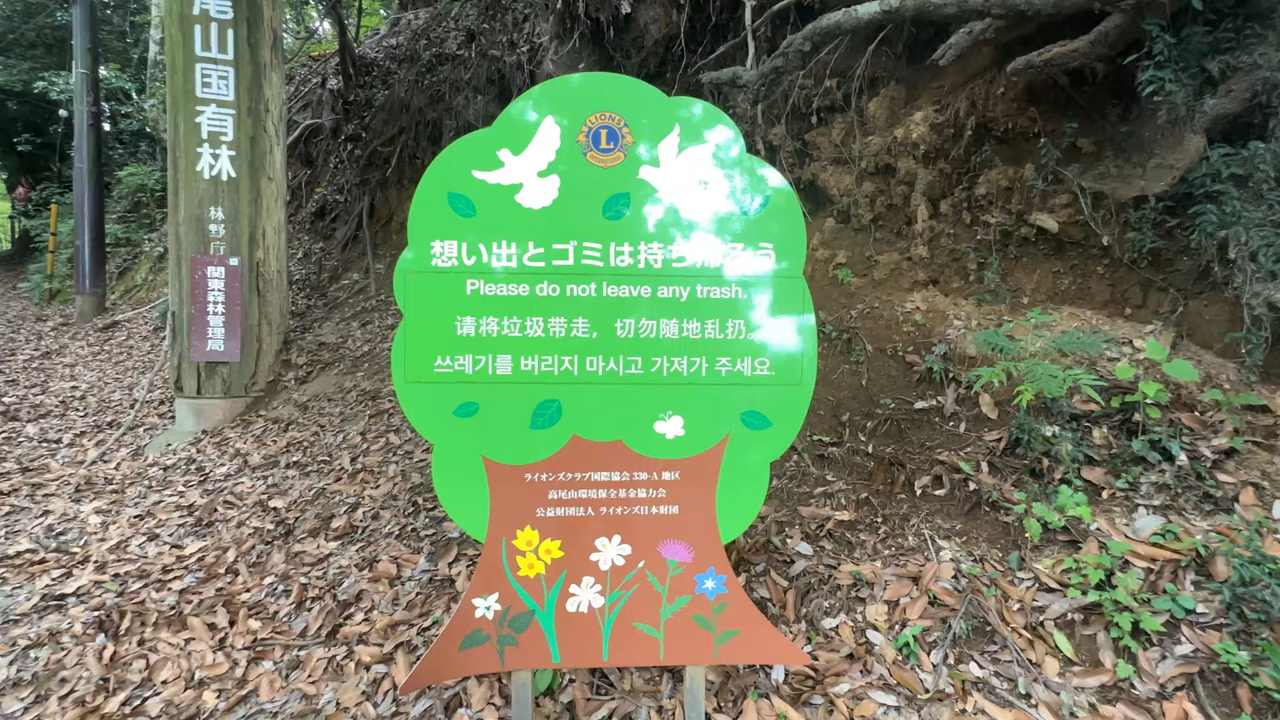 尾山国有林
林野庁
関東森林管理局
LIONS
L
INTERNATIONAL
想い出とゴミは持ち帰ろう
Please do not leave any trash.
请将垃圾带走，切勿随地乱扔。
쓰레기를 버리지 마시고 가져가 주세요.
ライオンズクラブ国際協会 330-A 地区
高尾山環境保全基金協力会
公益財団法人 ライオンズ日本財団